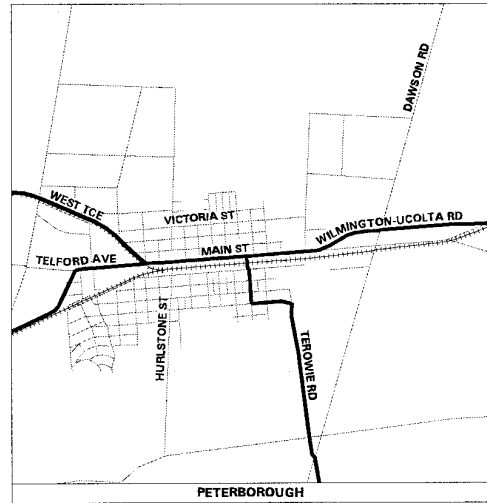 DAWSON RD
WEST TCE
VICTORIA ST
WILMINGTON-UCOLTA RD
MAIN ST
TELFORD AVE
HURLSTONE ST
TEROWIE RD
PETERBOROUGH